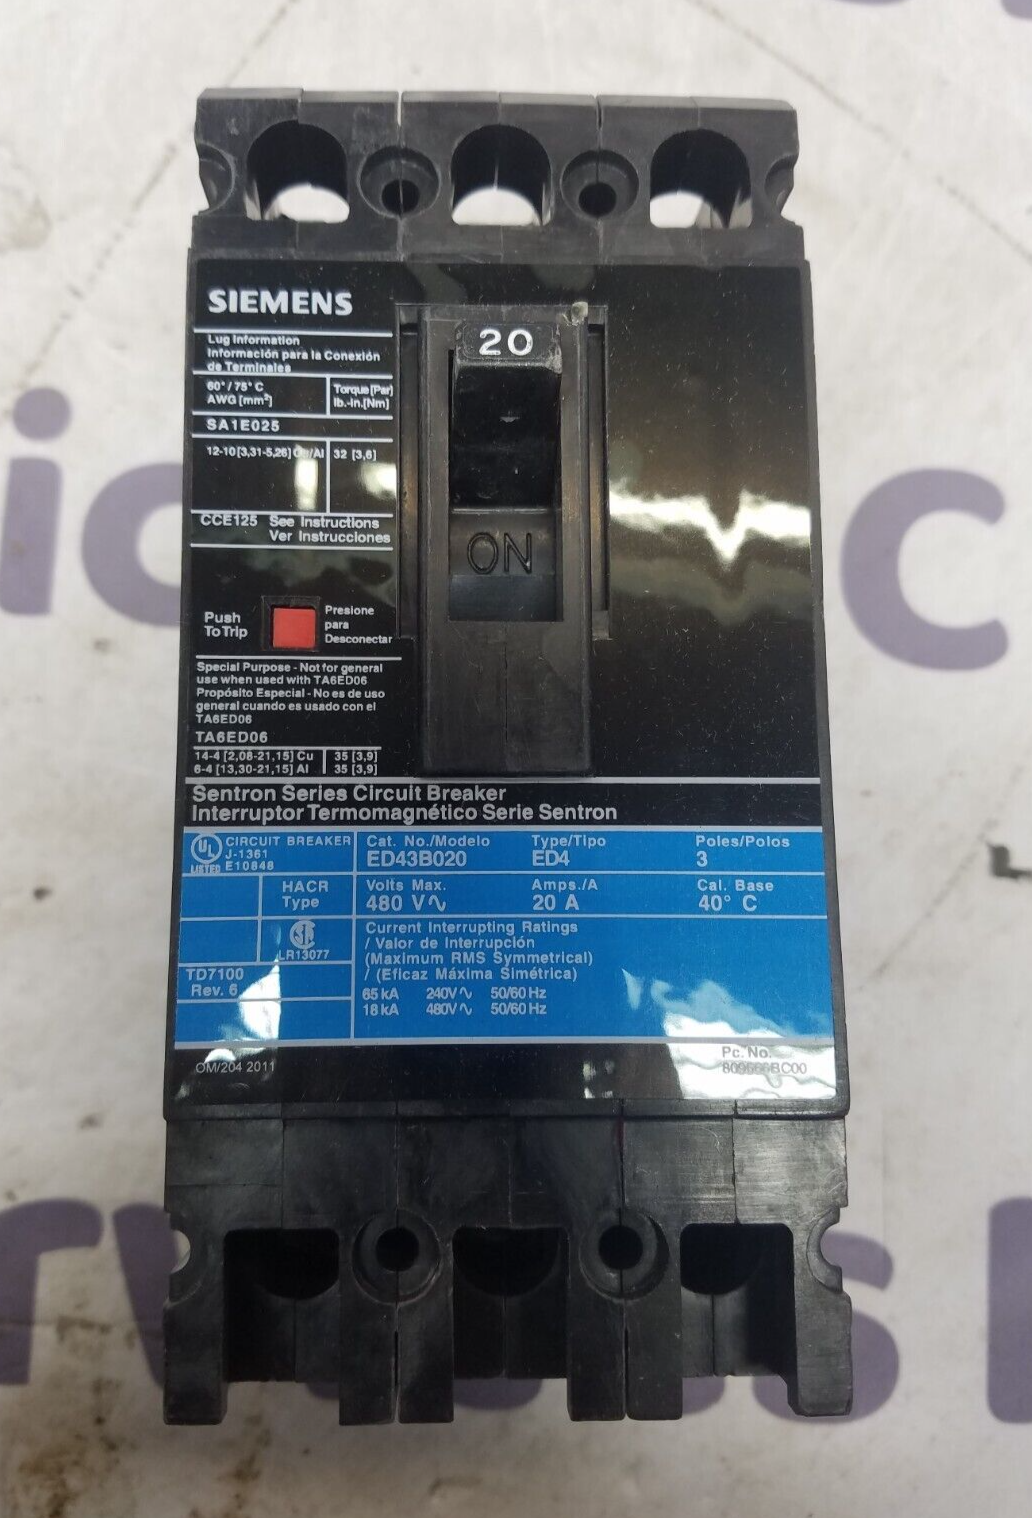 20
SIEMENS
Lug Information
Información para la Conexión
de Terminales
60°/75° C
AWG [mm²]
Torque[Par]
lb.-in.[Nm]
SA1E025
12-10[3,31-5,26] /Al 32 [3,6]
ON
CCE125 See Instructions
Ver Instrucciones
Push
To Trip
Presione
para
Desconectar
Special Purpose - Not for general
use when used with TA6ED06
Propósito Especial - No es de uso
general cuando es usado con el
TA6ED06
TA6ED06
14-4 [2,08-21,15] Cu 35 [3,9]
6-4 [13,30-21,15] Al 35 [3,9]
Sentron Series Circuit Breaker
Interruptor Termomagnético Serie Sentron
UL
LISTED
CIRCUIT BREAKER
J-1361
E10848
Cat. No./Modelo Type/Tipo Poles/Polos
ED43B020 ED4 3
HACR
Type
Volts Max. Amps./A Cal. Base
480 V∿ 20 A 40° C
LR13077
Current Interrupting Ratings
/ Valor de Interrupción
(Maximum RMS Symmetrical)
/ (Eficaz Máxima Simétrica)
TD7100
Rev. 6
65 kA 240V∿ 50/60 Hz
18 kA 480V∿ 50/60 Hz
OM/204 2011
Pc. No.